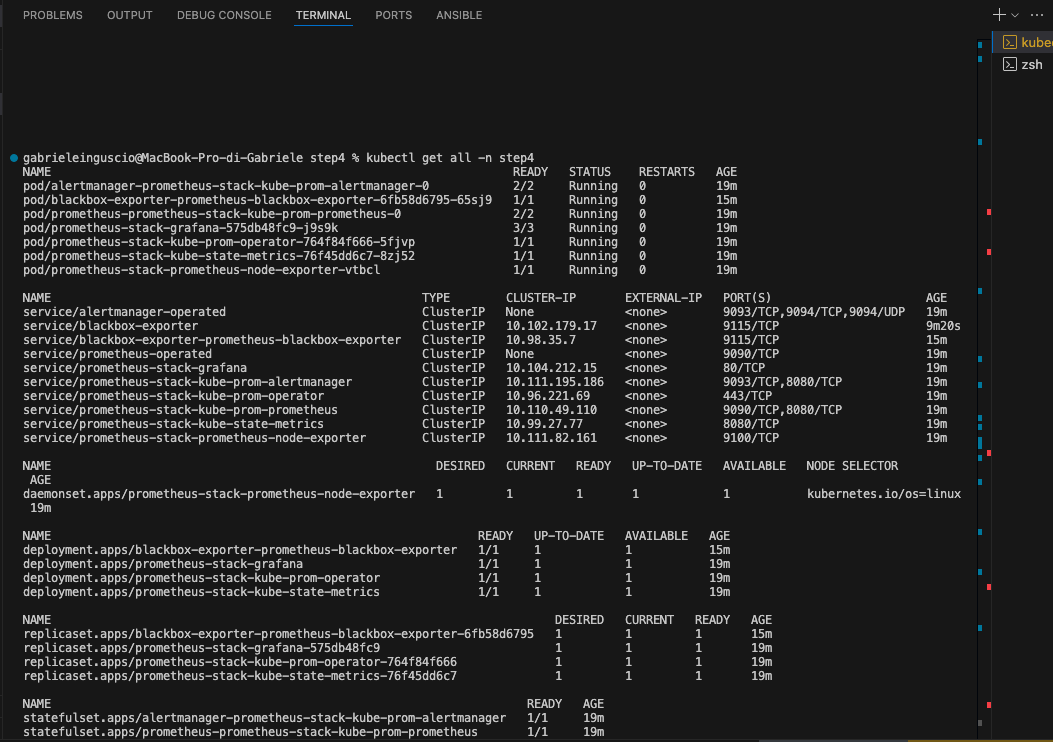 PROBLEMS OUTPUT DEBUG CONSOLE TERMINAL PORTS ANSIBLE
zsh
gabrieleinguscio@MacBook-Pro-di-Gabriele step4 % kubectl get all -n step4
NAME READY STATUS RESTARTS AGE
pod/alertmanager-prometheus-stack-kube-prom-alertmanager-0 2/2 Running 0 19m
pod/blackbox-exporter-prometheus-blackbox-exporter-6fb58d6795-65sj9 1/1 Running 0 15m
pod/prometheus-prometheus-stack-kube-prom-prometheus-0 2/2 Running 0 19m
pod/prometheus-stack-grafana-575db48fc9-j9s9k 3/3 Running 0 19m
pod/prometheus-stack-kube-prom-operator-764f84f666-5fjvp 1/1 Running 0 19m
pod/prometheus-stack-kube-state-metrics-76f45dd6c7-8zj52 1/1 Running 0 19m
pod/prometheus-stack-prometheus-node-exporter-vtbcl 1/1 Running 0 19m
NAME TYPE CLUSTER-IP EXTERNAL-IP PORT(S) AGE
service/alertmanager-operated ClusterIP None <none> 9093/TCP,9094/TCP,9094/UDP 19m
service/blackbox-exporter ClusterIP 10.102.179.17 <none> 9115/TCP 9m20s
service/blackbox-exporter-prometheus-blackbox-exporter ClusterIP 10.98.35.7 <none> 9115/TCP 15m
service/prometheus-operated ClusterIP None <none> 9090/TCP 19m
service/prometheus-stack-grafana ClusterIP 10.104.212.15 <none> 80/TCP 19m
service/prometheus-stack-kube-prom-alertmanager ClusterIP 10.111.195.186 <none> 9093/TCP,8080/TCP 19m
service/prometheus-stack-kube-prom-operator ClusterIP 10.96.221.69 <none> 443/TCP 19m
service/prometheus-stack-kube-prom-prometheus ClusterIP 10.110.49.110 <none> 9090/TCP,8080/TCP 19m
service/prometheus-stack-kube-state-metrics ClusterIP 10.99.27.77 <none> 8080/TCP 19m
service/prometheus-stack-prometheus-node-exporter ClusterIP 10.111.82.161 <none> 9100/TCP 19m
NAME DESIRED CURRENT READY UP-TO-DATE AVAILABLE NODE SELECTOR
AGE
daemonset.apps/prometheus-stack-prometheus-node-exporter 1 1 1 1 1 kubernetes.io/os=linux
19m
NAME READY UP-TO-DATE AVAILABLE AGE
deployment.apps/blackbox-exporter-prometheus-blackbox-exporter 1/1 1 1 15m
deployment.apps/prometheus-stack-grafana 1/1 1 1 19m
deployment.apps/prometheus-stack-kube-prom-operator 1/1 1 1 19m
deployment.apps/prometheus-stack-kube-state-metrics 1/1 1 1 19m
NAME DESIRED CURRENT READY AGE
replicaset.apps/blackbox-exporter-prometheus-blackbox-exporter-6fb58d6795 1 1 1 15m
replicaset.apps/prometheus-stack-grafana-575db48fc9 1 1 1 19m
replicaset.apps/prometheus-stack-kube-prom-operator-764f84f666 1 1 1 19m
replicaset.apps/prometheus-stack-kube-state-metrics-76f45dd6c7 1 1 1 19m
NAME READY AGE
statefulset.apps/alertmanager-prometheus-stack-kube-prom-alertmanager 1/1 19m
statefulset.apps/prometheus-prometheus-stack-kube-prom-prometheus 1/1 19m